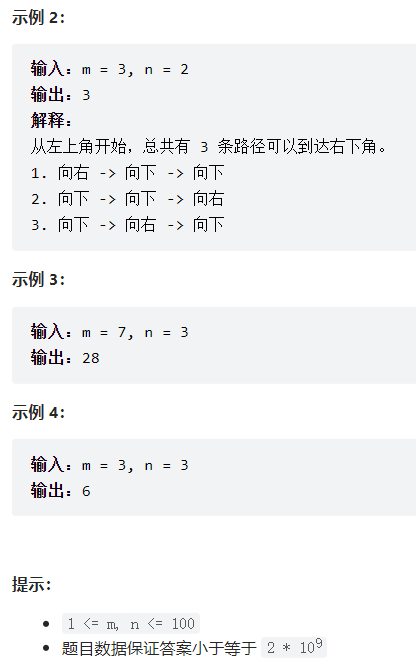 示例 2：
输入：m = 3, n = 2
输出：3
解释：
从左上角开始，总共有 3 条路径可以到达右下角。
1. 向右 -> 向下 -> 向下
2. 向下 -> 向下 -> 向右
3. 向下 -> 向右 -> 向下
示例 3：
输入：m = 7, n = 3
输出：28
示例 4：
输入：m = 3, n = 3
输出：6
提示：
• 1 <= m, n <= 100
• 题目数据保证答案小于等于 2 * 10⁹